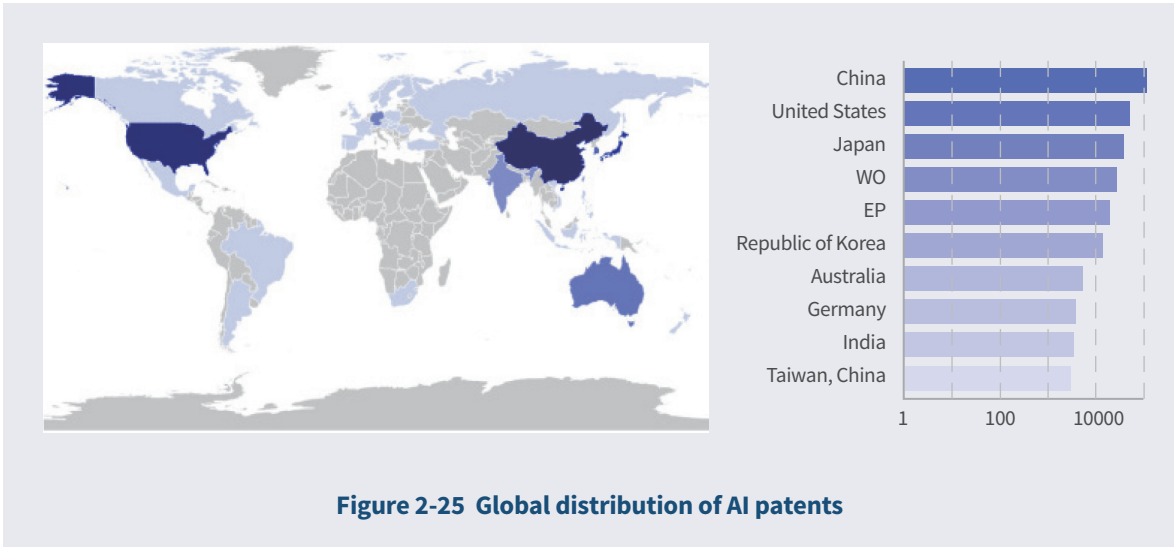 China
United States
Japan
WO
EP
Republic of Korea
Australia
Germany
India
Taiwan, China
1 100 10000
Figure 2-25 Global distribution of AI patents